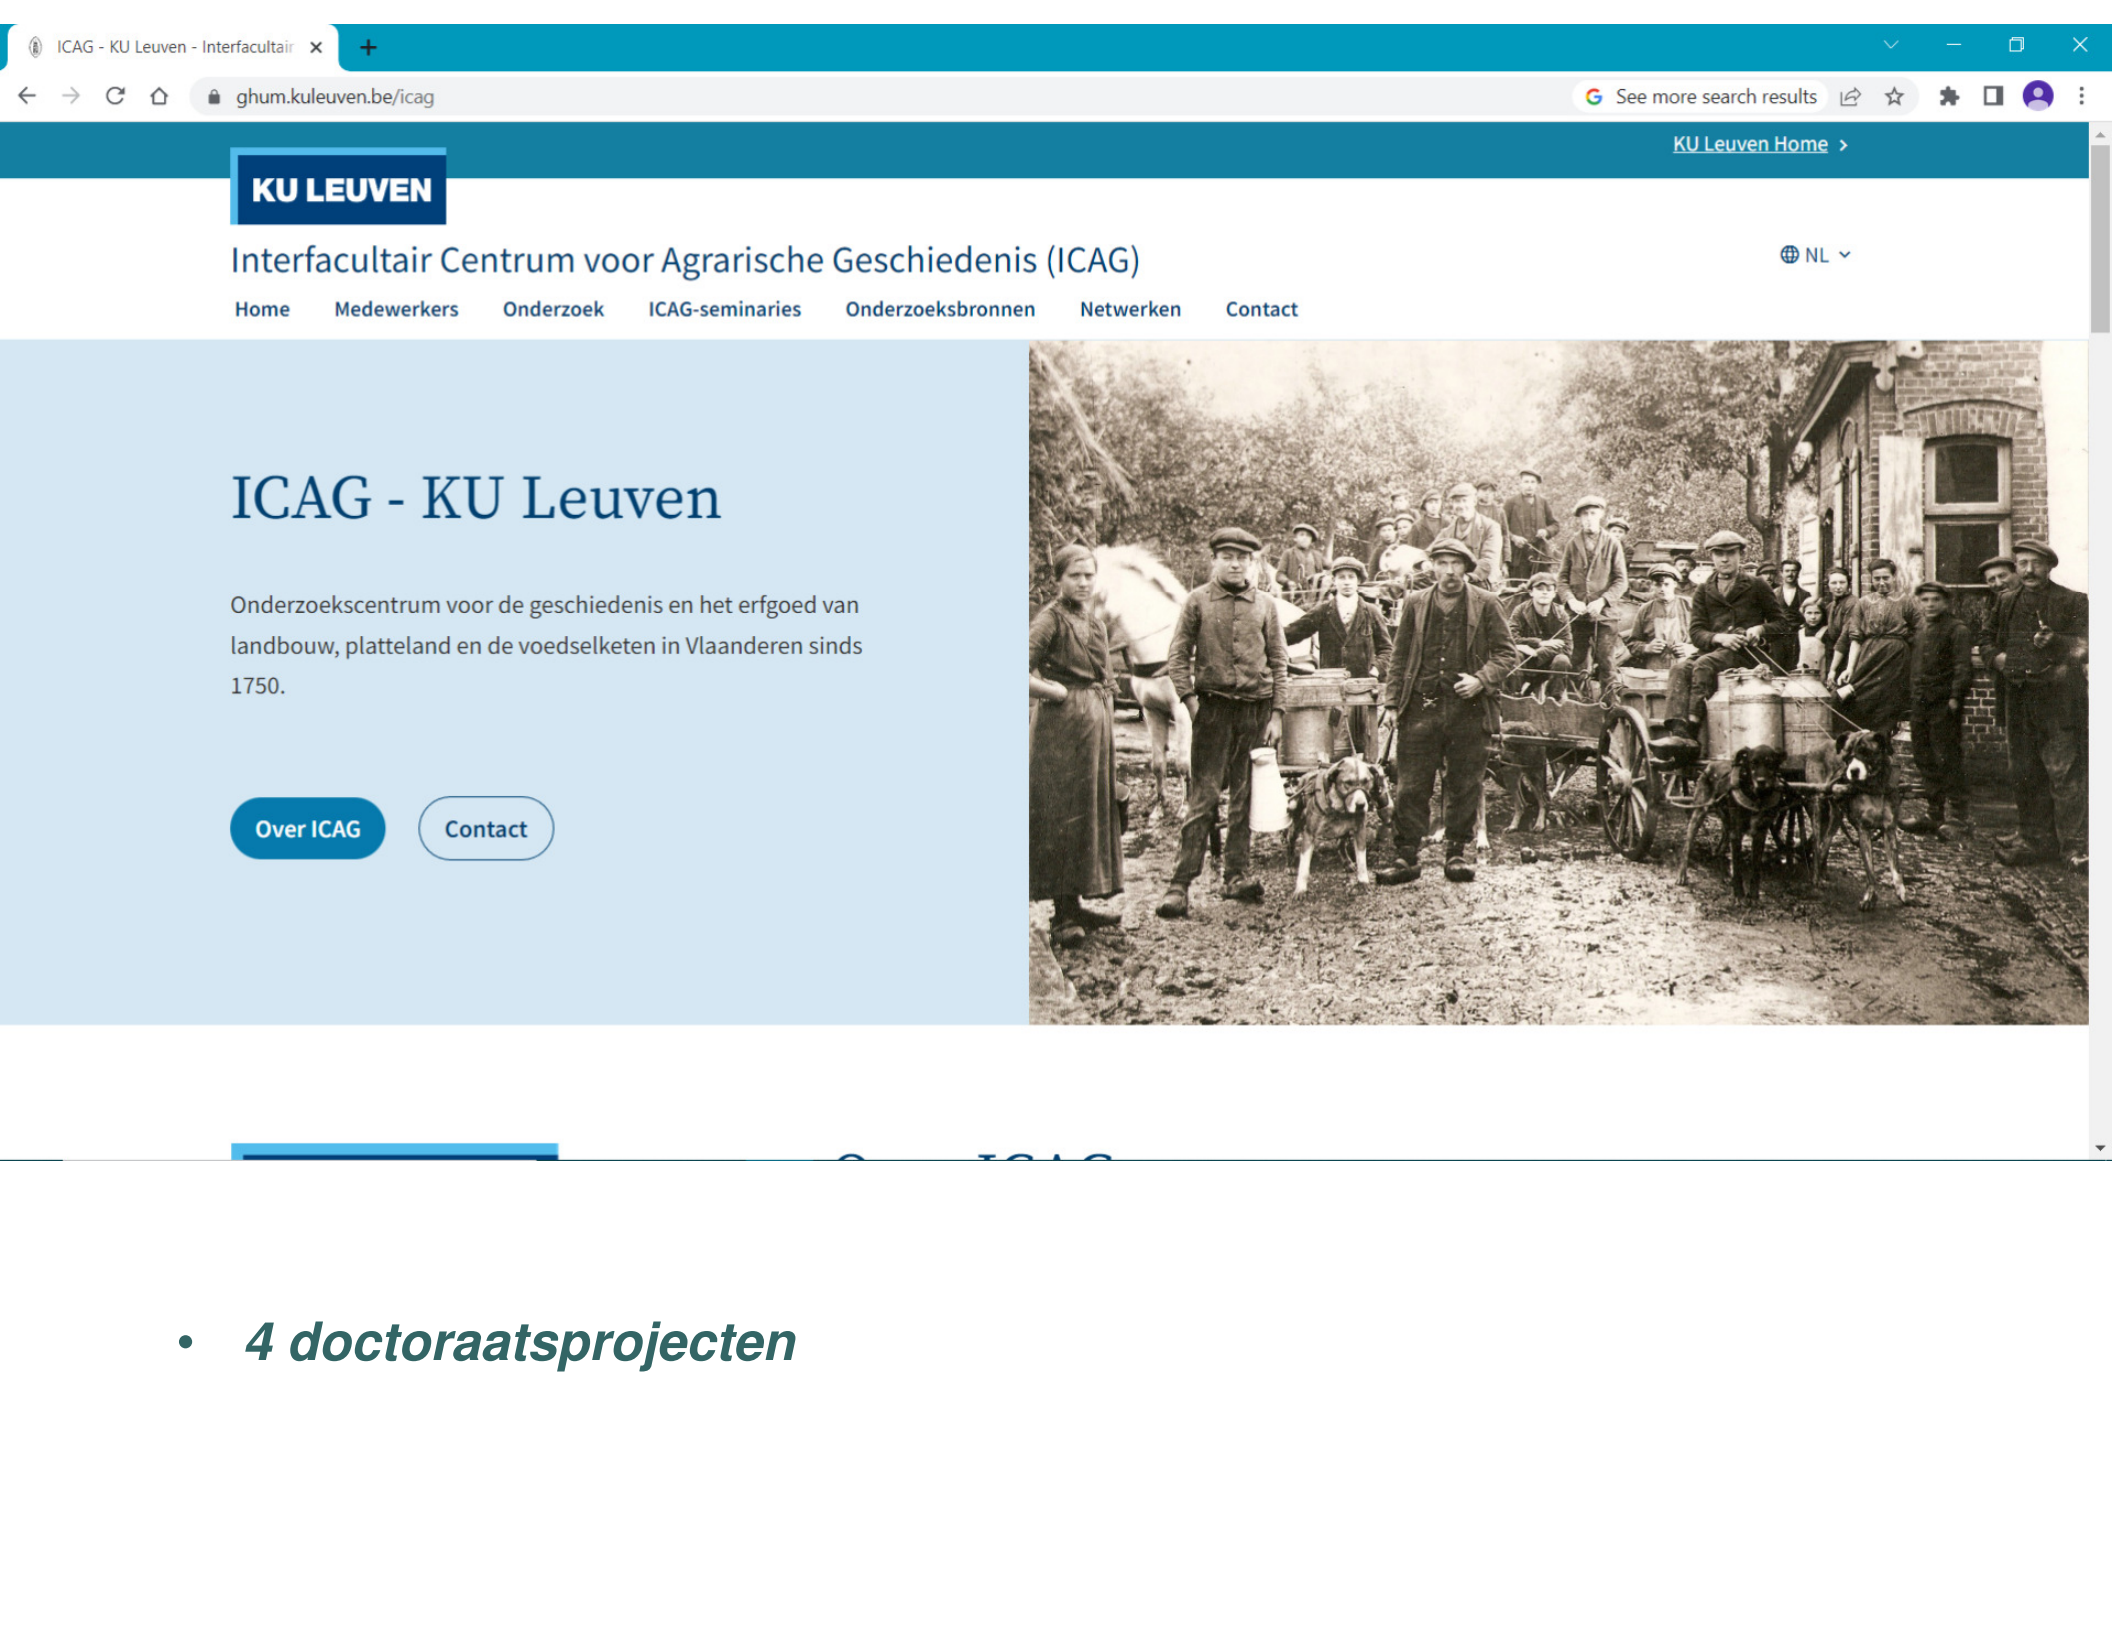 ICAG - KU Leuven - Interfacultair
ghum.kuleuven.be/icag
See more search results
KU Leuven Home
KU LEUVEN
Interfacultair Centrum voor Agrarische Geschiedenis (ICAG)
NL
Home Medewerkers Onderzoek ICAG-seminaries Onderzoeksbronnen Netwerken Contact
ICAG - KU Leuven
Onderzoekscentrum voor de geschiedenis en het erfgoed van
landbouw, platteland en de voedselketen in Vlaanderen sinds
1750.
Over ICAG Contact
• 4 doctoraatsprojecten